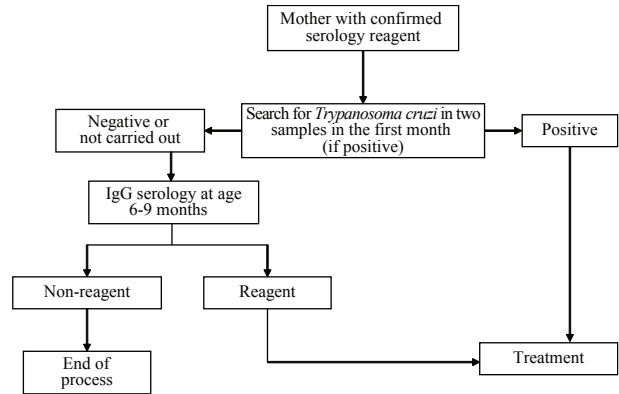 Mother with confirmed
serology reagent
Search for Trypanosoma cruzi in two
samples in the first month
(if positive)
Negative or
not carried out
Positive
IgG serology at age
6-9 months
Non-reagent
Reagent
End of
process
Treatment